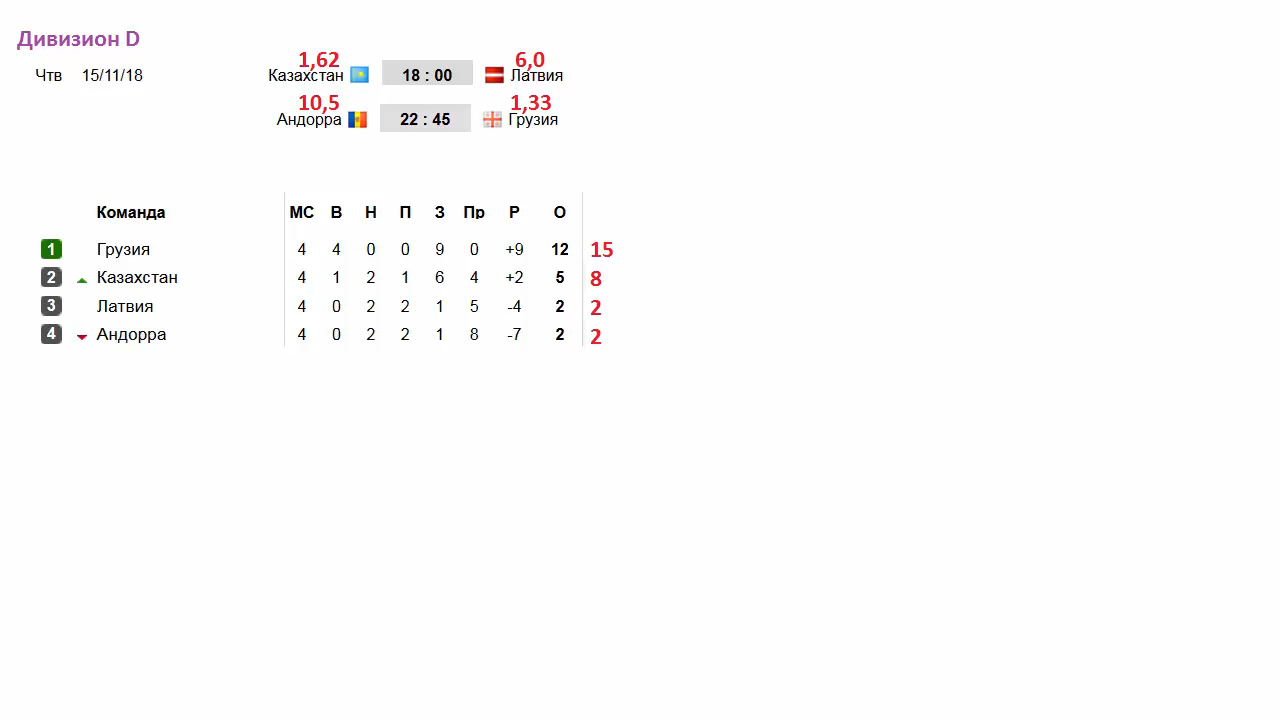 Дивизион D
1,62 6,0
Чтв 15/11/18 Казахстан 18 : 00 Латвия
10,5 1,33
Андорра 22 : 45 Грузия
Команда МС В Н П З Пр Р О
1 Грузия 4 4 0 0 9 0 +9 12 15
2 Казахстан 4 1 2 1 6 4 +2 5 8
3 Латвия 4 0 2 2 1 5 -4 2 2
4 Андорра 4 0 2 2 1 8 -7 2 2